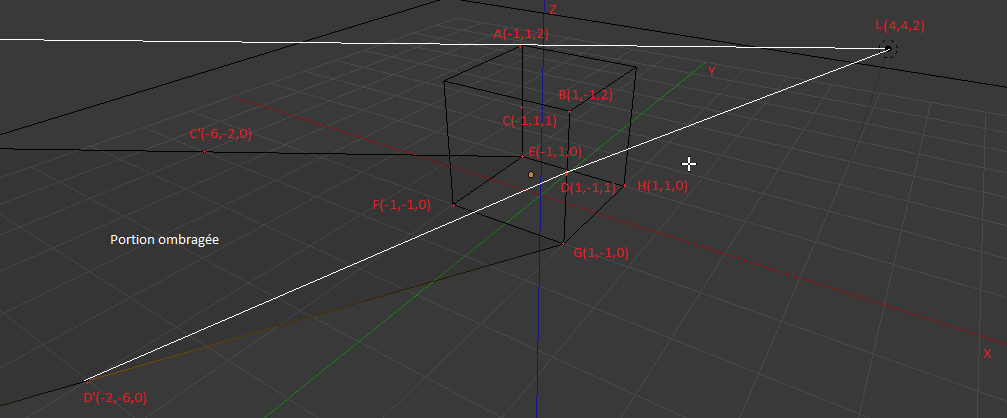 Z
A(-1,1,2)
L(4,4,2)
Y
B(1,-1,2)
C(-1,1,1)
C'(-6,-2,0)
E(-1,1,0)
D(1,-1,1)
H(1,1,0)
F(-1,-1,0)
Portion ombragée
G(1,-1,0)
X
D'(-2,-6,0)